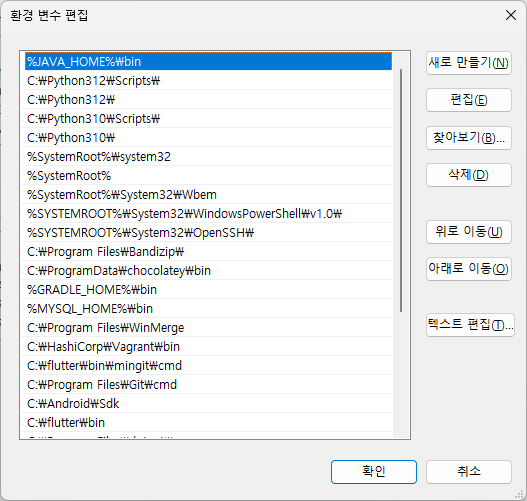 환경 변수 편집
%JAVA_HOME%₩bin
C:₩Python312₩Scripts₩
C:₩Python312₩
C:₩Python310₩Scripts₩
C:₩Python310₩
%SystemRoot%₩system32
%SystemRoot%
%SystemRoot%₩System32₩Wbem
%SYSTEMROOT%₩System32₩WindowsPowerShell₩v1.0₩
%SYSTEMROOT%₩System32₩OpenSSH₩
C:₩Program Files₩Bandizip₩
C:₩ProgramData₩chocolatey₩bin
%GRADLE_HOME%₩bin
%MYSQL_HOME%₩bin
C:₩Program Files₩WinMerge
C:₩HashiCorp₩Vagrant₩bin
C:₩flutter₩bin₩mingit₩cmd
C:₩Program Files₩Git₩cmd
C:₩Android₩Sdk
C:₩flutter₩bin
새로 만들기(N)
편집(E)
찾아보기(B)...
삭제(D)
위로 이동(U)
아래로 이동(O)
텍스트 편집(T)...
확인
취소